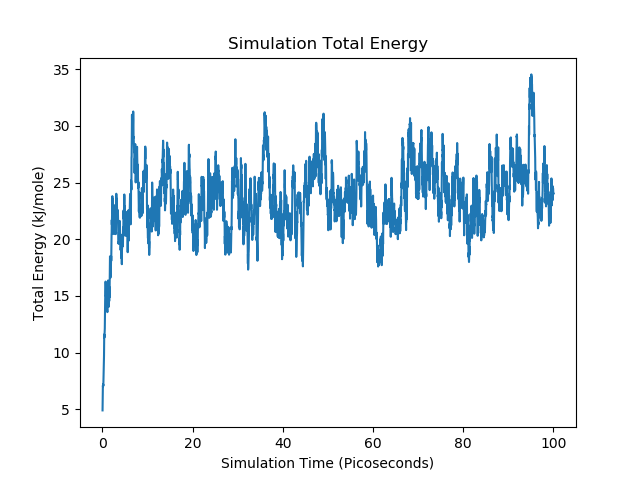 Simulation Total Energy
Total Energy (kJ/mole)
35
30
25
20
15
10
5
0 20 40 60 80 100
Simulation Time (Picoseconds)